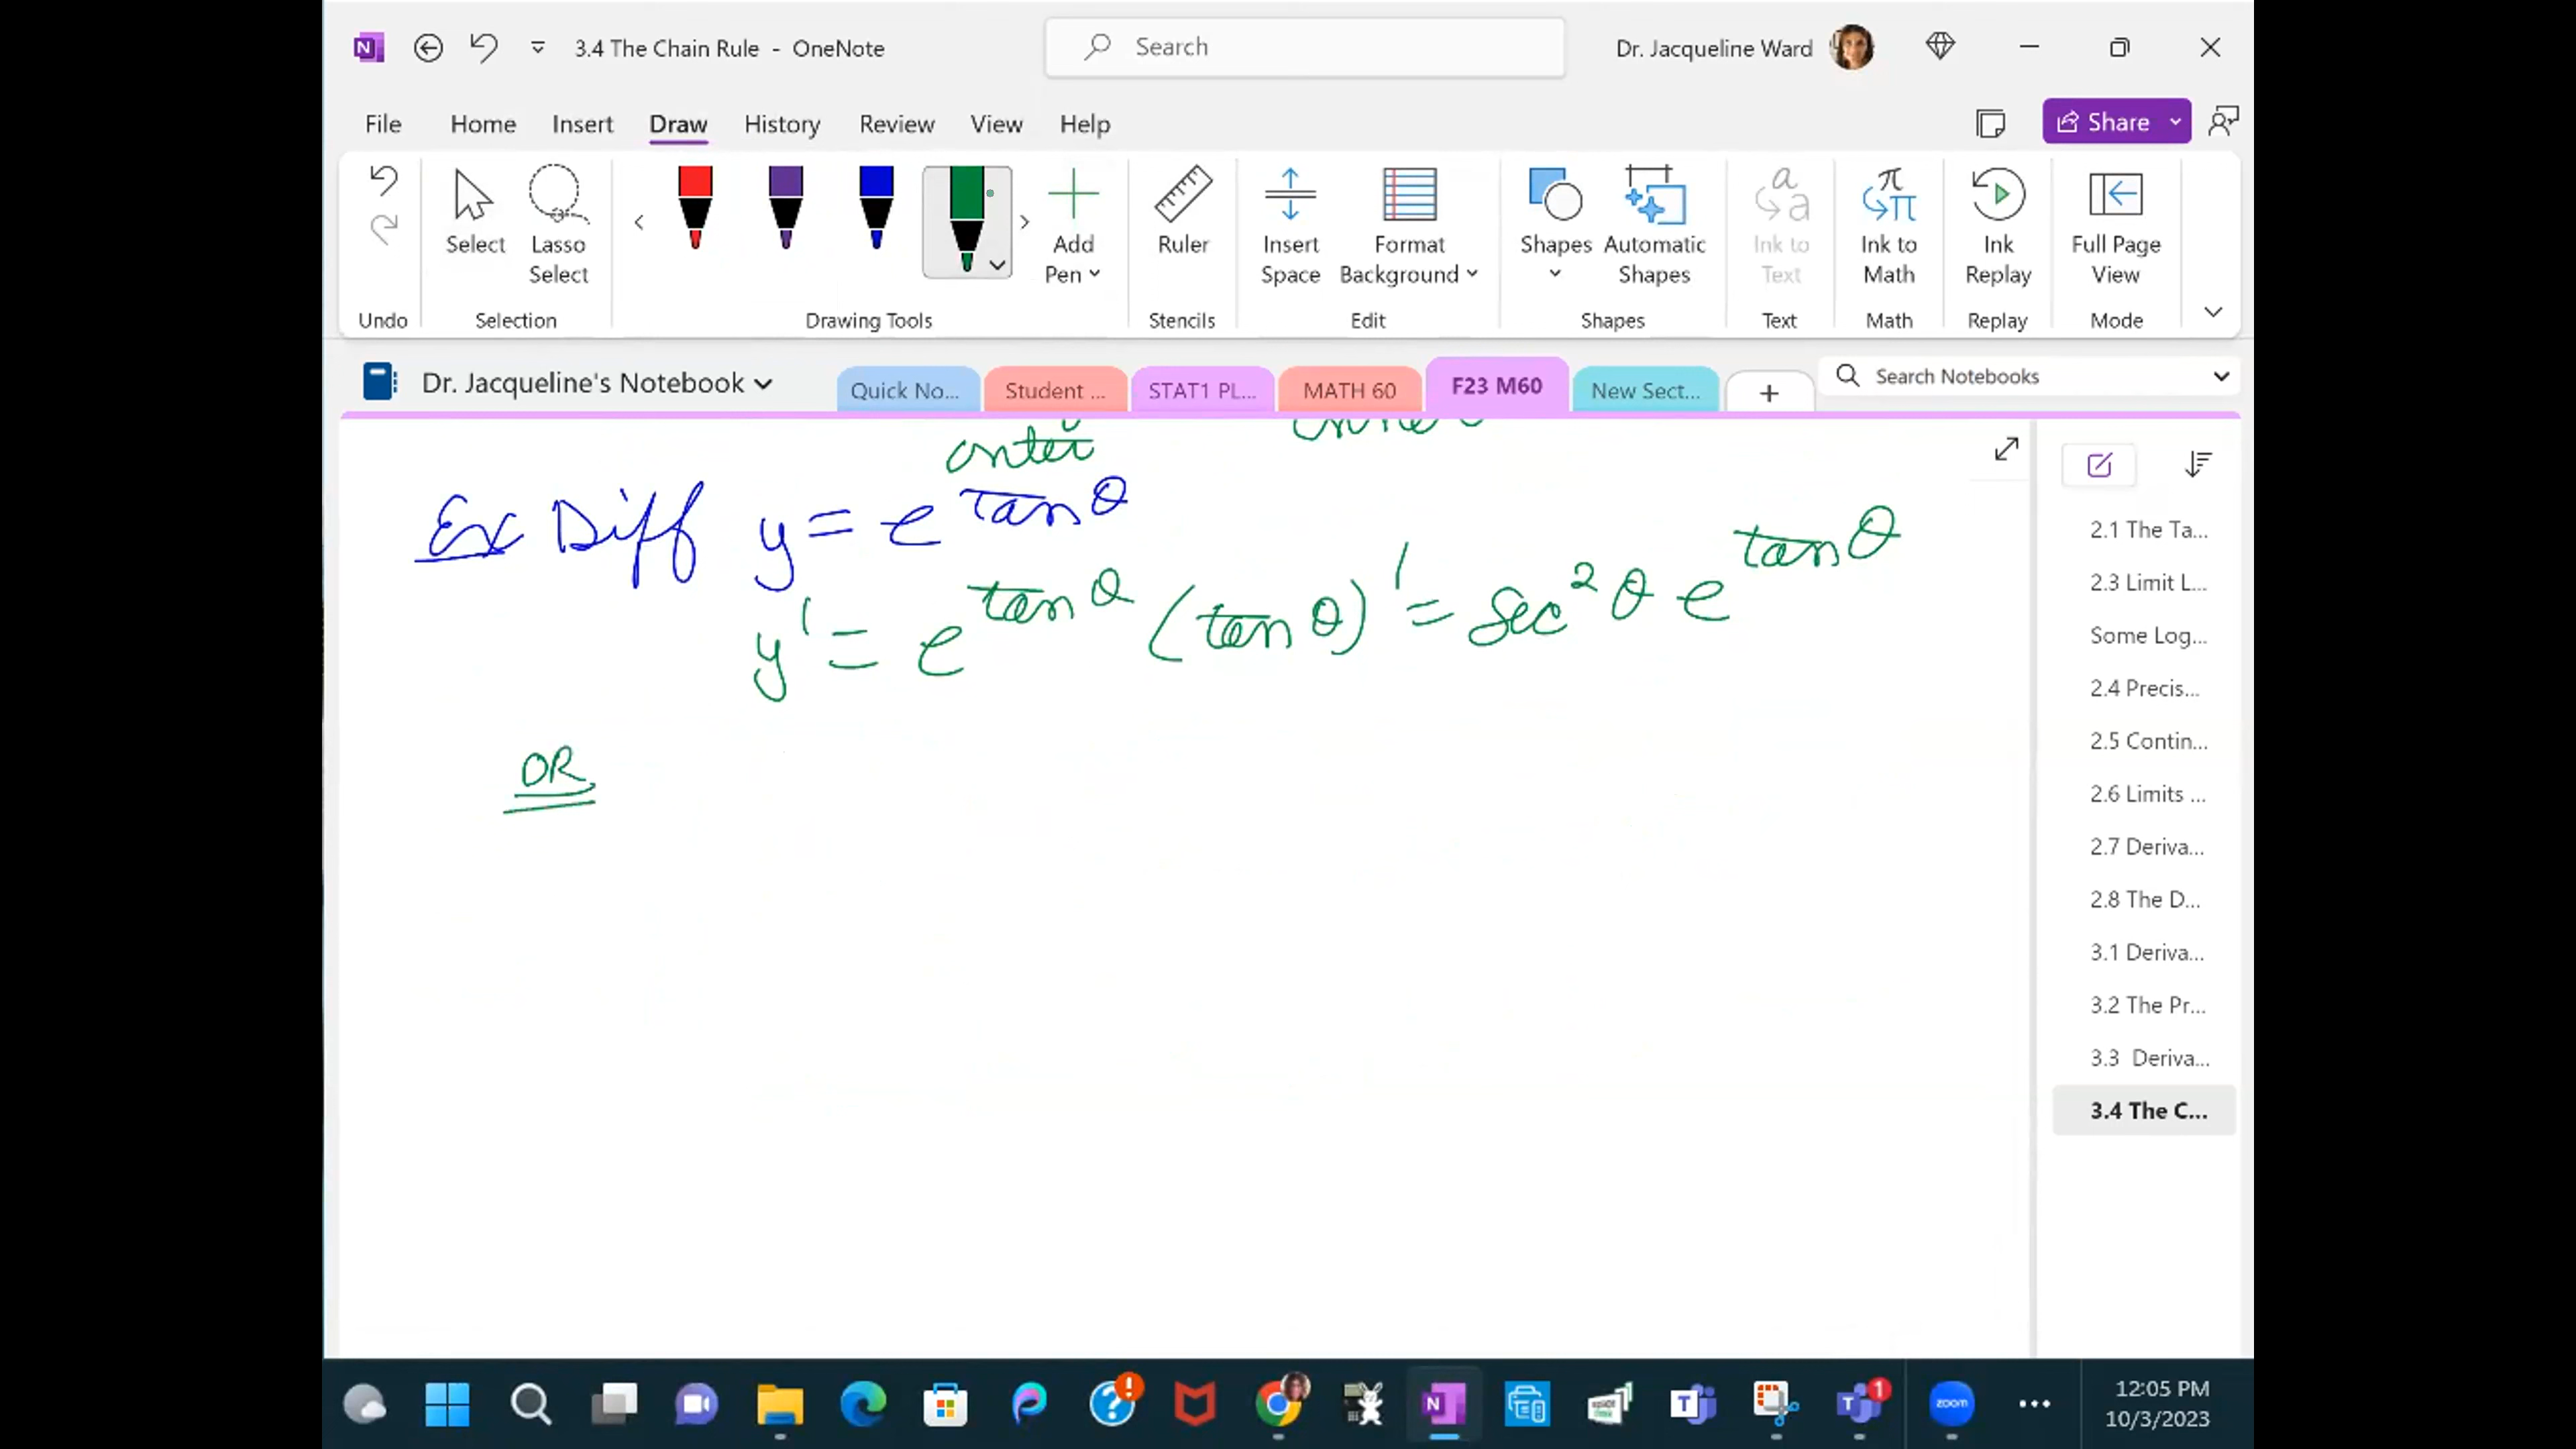 3.4 The Chain Rule - OneNote
Search
Dr. Jacqueline Ward
File Home Insert Draw History Review View Help
Share
Select
Lasso Select
Add Pen
Ruler
Insert Space
Format Background
Shapes
Automatic Shapes
Ink to Text
Ink to Math
Ink Replay
Full Page View
Undo Selection Drawing Tools Stencils Edit Shapes Text Math Replay Mode
Dr. Jacqueline's Notebook
Quick No... Student ... STAT1 PL... MATH 60 F23 M60 New Sect... +
Search Notebooks
Ex Diff y = e^tan θ
y' = e^tan θ (tan θ)' = sec² θ e^tan θ
OR
2.1 The Ta...
2.3 Limit L...
Some Log...
2.4 Precis...
2.5 Contin...
2.6 Limits ...
2.7 Deriva...
2.8 The D...
3.1 Deriva...
3.2 The Pr...
3.3 Deriva...
3.4 The C...
zoom
12:05 PM
10/3/2023